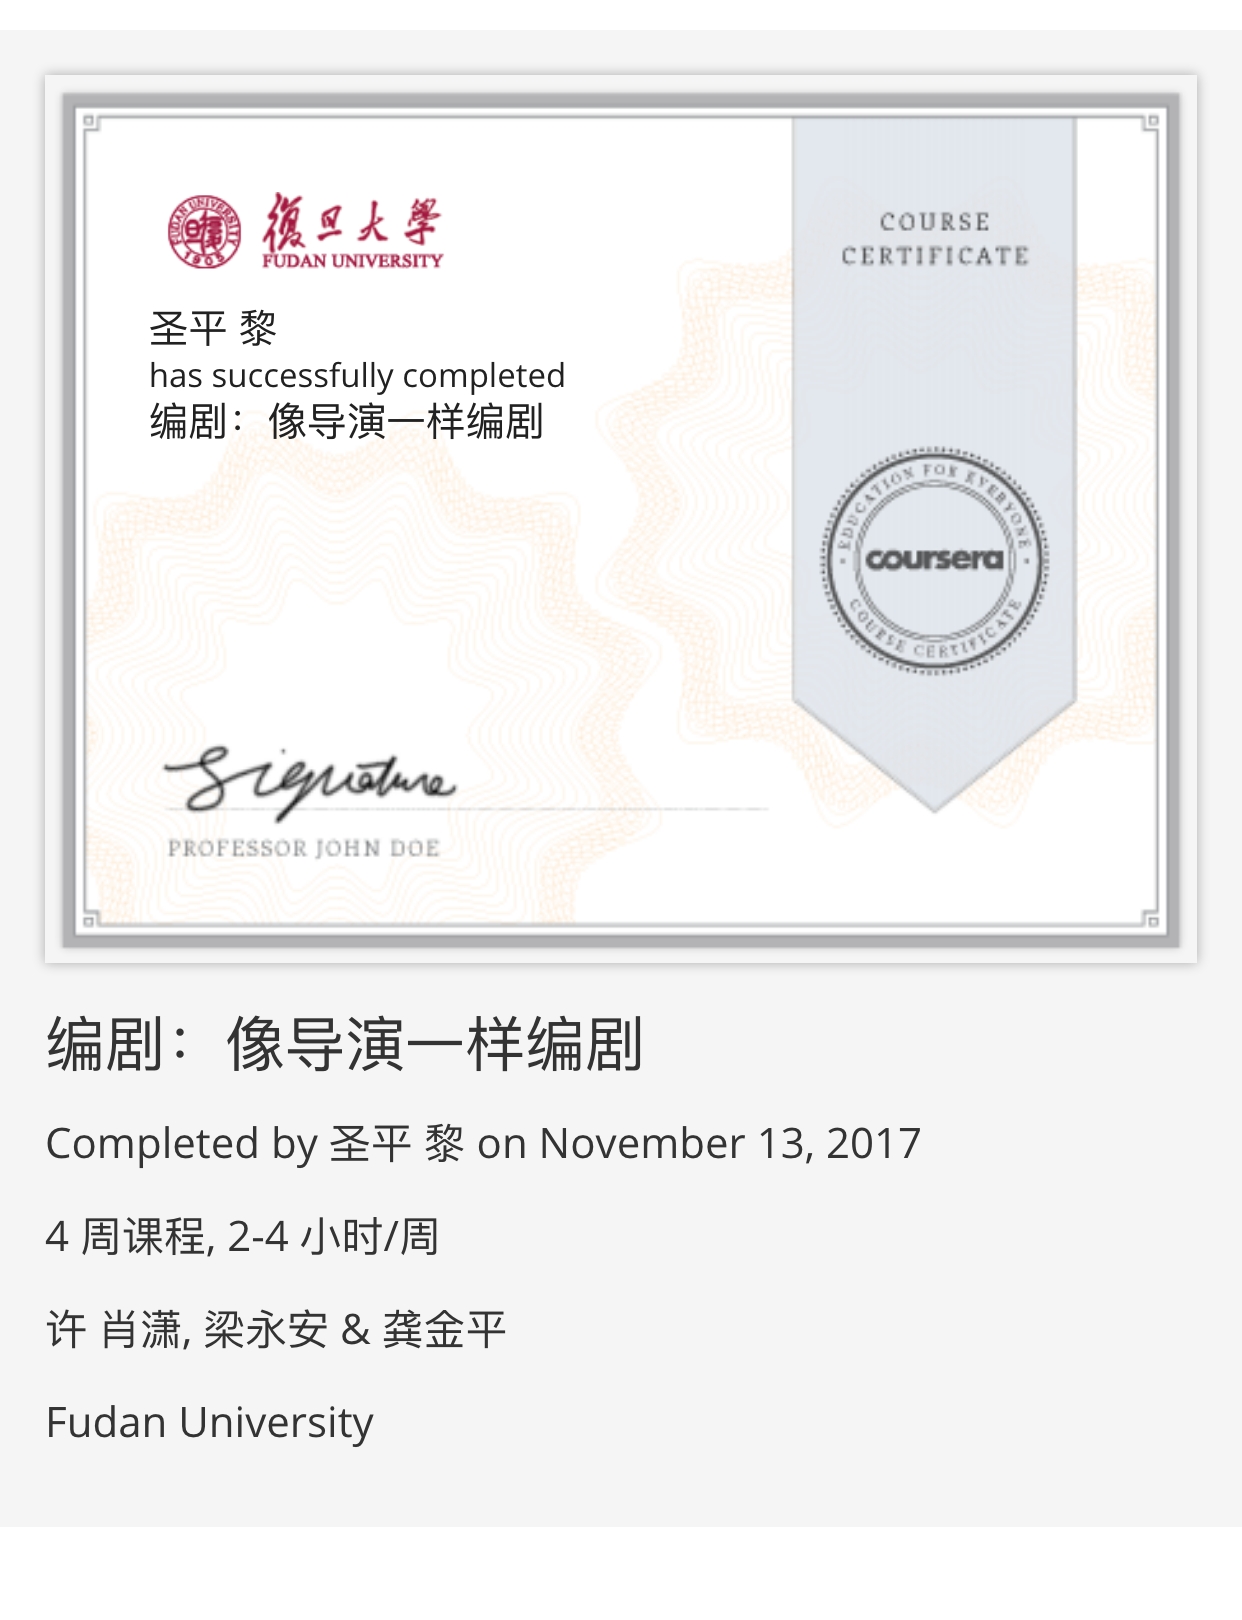 FUDAN UNIVERSITY
1905
復旦大學
FUDAN UNIVERSITY
圣平 黎
has successfully completed
编剧：像导演一样编剧
COURSE
CERTIFICATE
EDUCATION FOR EVERYONE
coursera
COURSE CERTIFICATE
Signature
PROFESSOR JOHN DOE
编剧：像导演一样编剧
Completed by 圣平 黎 on November 13, 2017
4 周课程, 2-4 小时/周
许 肖潇, 梁永安 & 龚金平
Fudan University